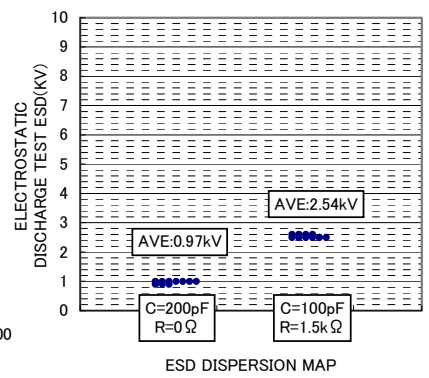 ELECTROSTATIC
DISCHARGE TEST ESD(KV)
10
9
8
7
6
5
4
3
2
1
0
AVE:0.97kV
AVE:2.54kV
C=200pF
R=0Ω
C=100pF
R=1.5kΩ
00
ESD DISPERSION MAP